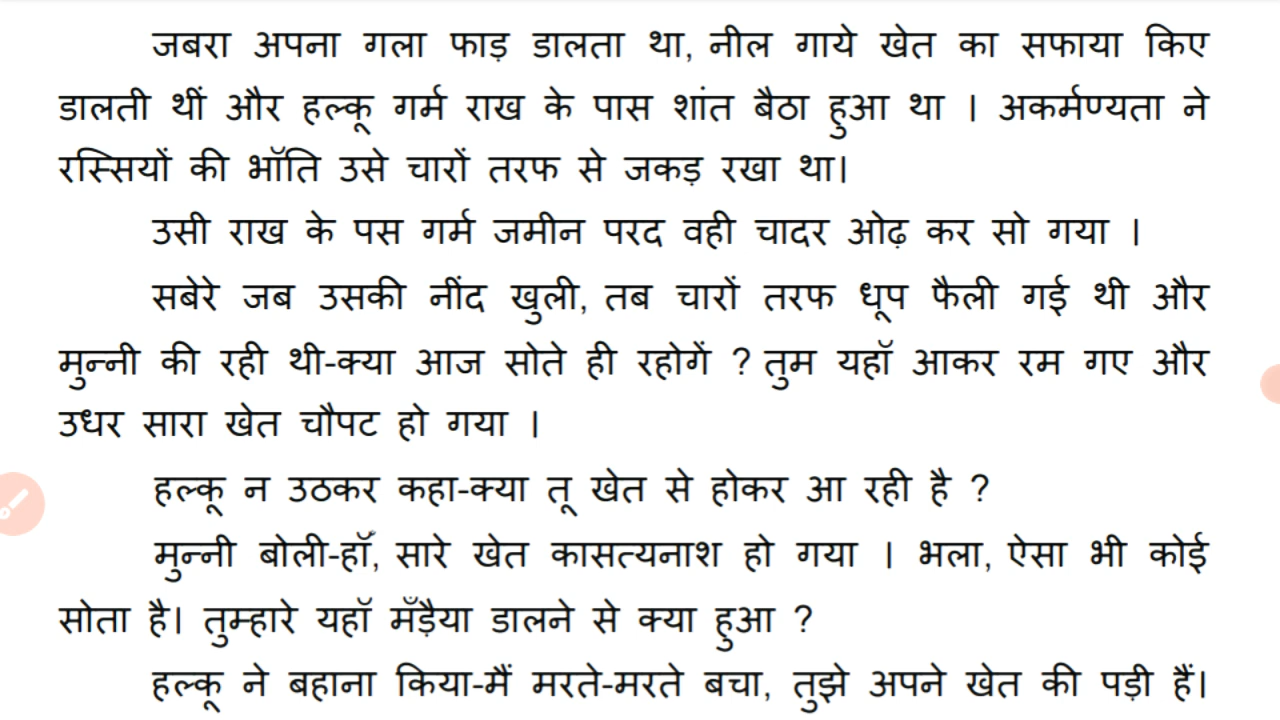 जबरा अपना गला फाड़ डालता था, नील गाये खेत का सफाया किए
डालती थीं और हल्कू गर्म राख के पास शांत बैठा हुआ था । अकर्मण्यता ने
रस्सियों की भॉति उसे चारों तरफ से जकड़ रखा था।
उसी राख के पस गर्म जमीन परद वही चादर ओढ़ कर सो गया ।
सबेरे जब उसकी नींद खुली, तब चारों तरफ धूप फैली गई थी और
मुन्नी की रही थी-क्या आज सोते ही रहोगें ? तुम यहॉ आकर रम गए और
उधर सारा खेत चौपट हो गया ।
हल्कू न उठकर कहा-क्या तू खेत से होकर आ रही है ?
मुन्नी बोली-हॉँ, सारे खेत कासत्यनाश हो गया । भला, ऐसा भी कोई
सोता है। तुम्हारे यहॉ मँड़ैया डालने से क्या हुआ ?
हल्कू ने बहाना किया-मैं मरते-मरते बचा, तुझे अपने खेत की पड़ी हैं।